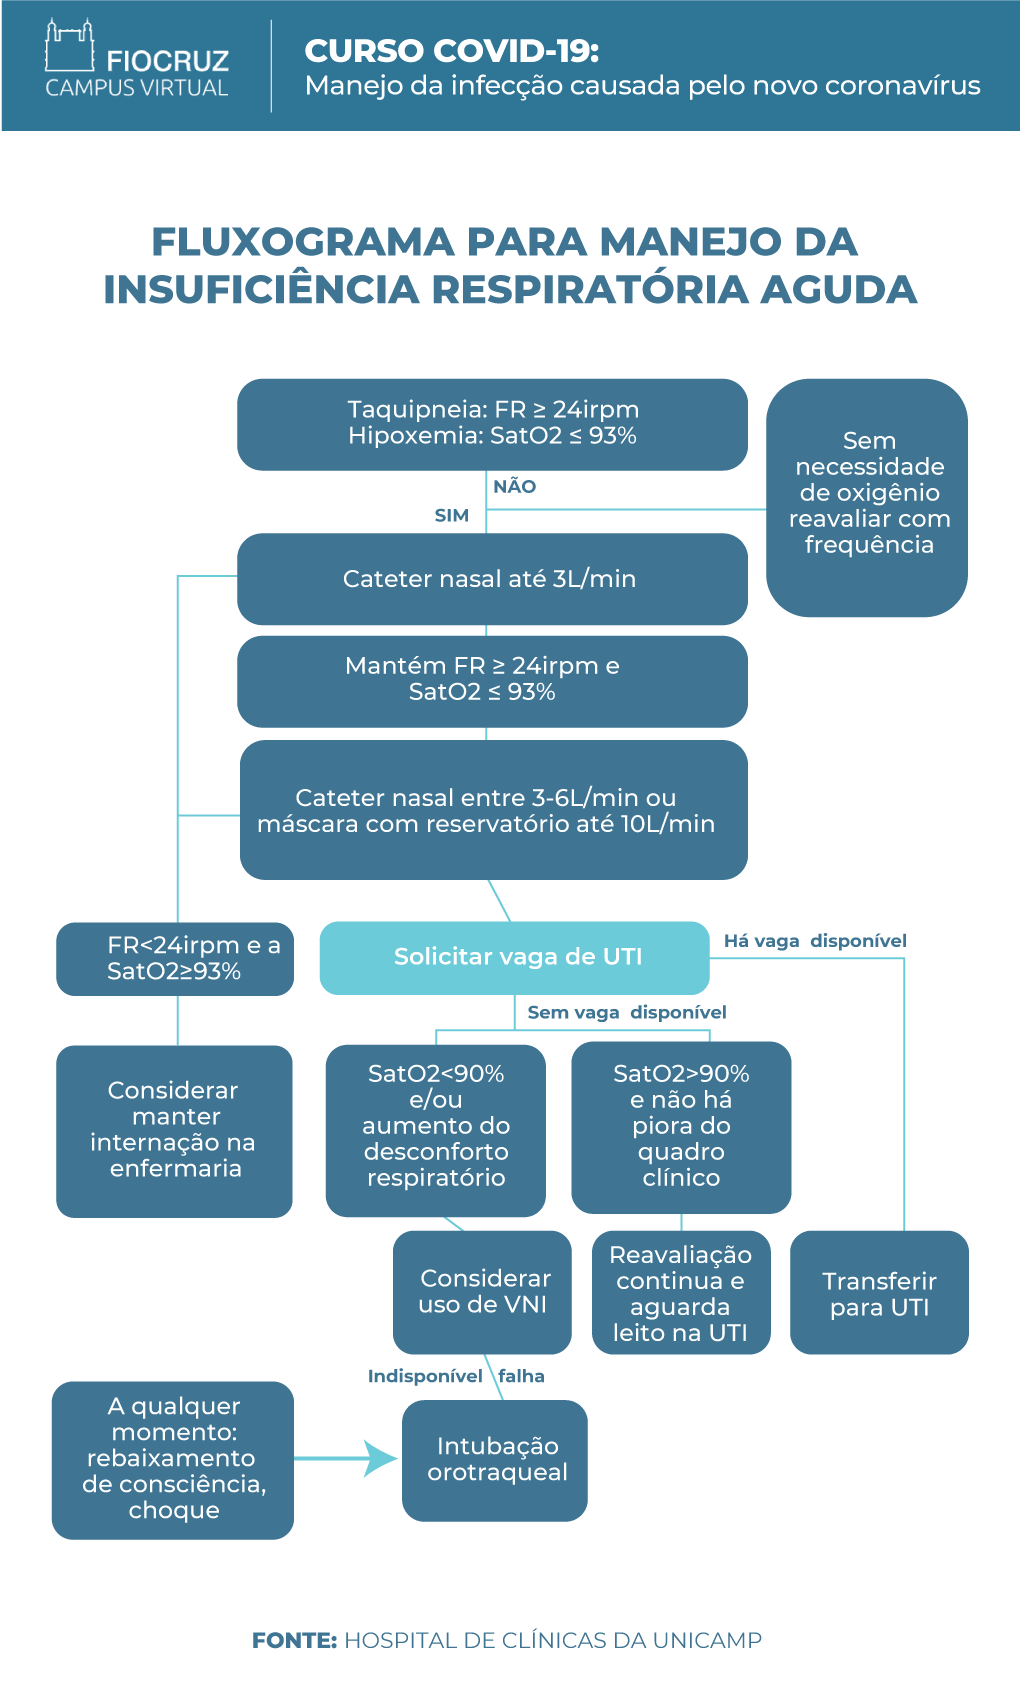 FIOCRUZ
CAMPUS VIRTUAL
CURSO COVID-19:
Manejo da infecção causada pelo novo coronavírus
FLUXOGRAMA PARA MANEJO DA
INSUFICIÊNCIA RESPIRATÓRIA AGUDA
Taquipneia: FR ≥ 24irpm
Hipoxemia: SatO2 ≤ 93%
Sem
necessidade
de oxigênio
reavaliar com
frequência
NÃO
SIM
Cateter nasal até 3L/min
Mantém FR ≥ 24irpm e
SatO2 ≤ 93%
Cateter nasal entre 3-6L/min ou
máscara com reservatório até 10L/min
FR<24irpm e a
SatO2≥93%
Solicitar vaga de UTI
Há vaga disponível
Sem vaga disponível
Considerar
manter
internação na
enfermaria
SatO2<90%
e/ou
aumento do
desconforto
respiratório
SatO2>90%
e não há
piora do
quadro
clínico
Considerar
uso de VNI
Reavaliação
continua e
aguarda
leito na UTI
Transferir
para UTI
Indisponível falha
A qualquer
momento:
rebaixamento
de consciência,
choque
Intubação
orotraqueal
FONTE: HOSPITAL DE CLÍNICAS DA UNICAMP